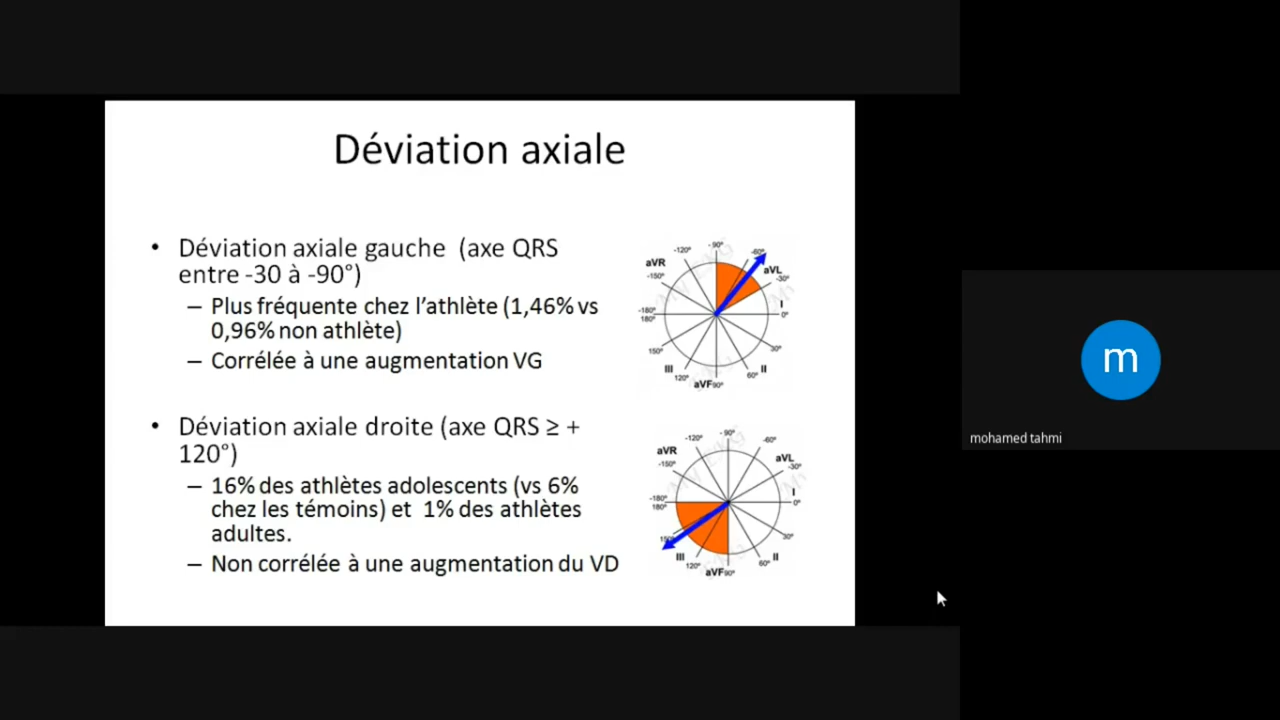 Déviation axiale
• Déviation axiale gauche (axe QRS
entre -30 à -90°)
– Plus fréquente chez l’athlète (1,46% vs
0,96% non athlète)
– Corrélée à une augmentation VG
- 90°
-120°
-60°
aVR
aVL
-150°
-30°
I
-180°
180°
0°
150°
30°
III
II
120°
60°
aVF 90°
• Déviation axiale droite (axe QRS ≥ +
120°)
– 16% des athlètes adolescents (vs 6%
chez les témoins) et 1% des athlètes
adultes.
– Non corrélée à une augmentation du VD
- 90°
-120°
-60°
aVR
aVL
-150°
-30°
I
-180°
180°
0°
150°
30°
III
II
120°
60°
aVF 90°
m
mohamed tahmi